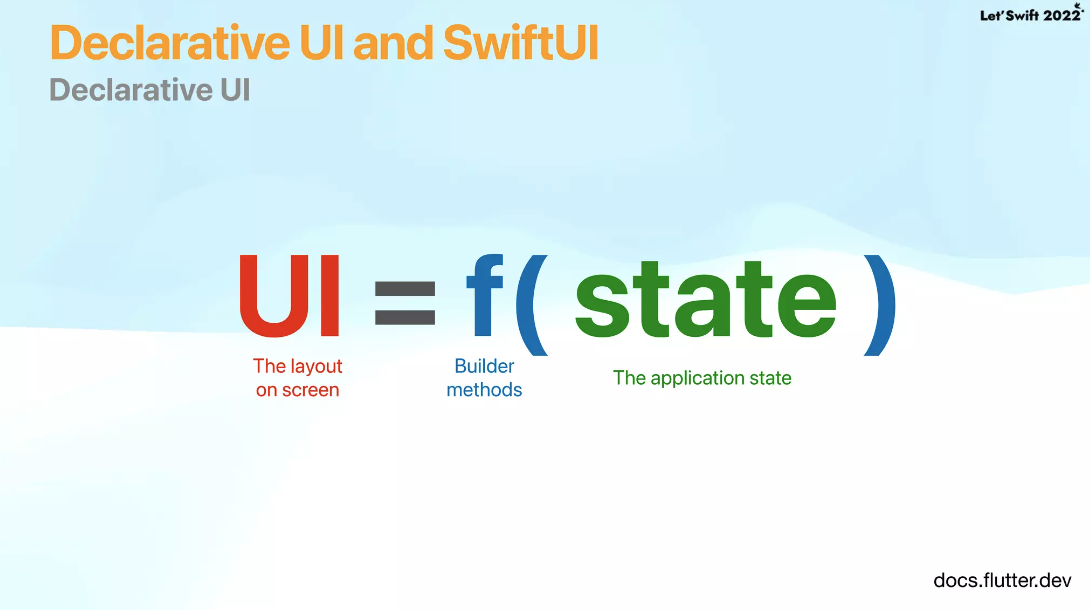 Let'Swift 2022
Declarative UI and SwiftUI
Declarative UI
UI = f( state )
The layout
on screen
Builder
methods
The application state
docs.flutter.dev